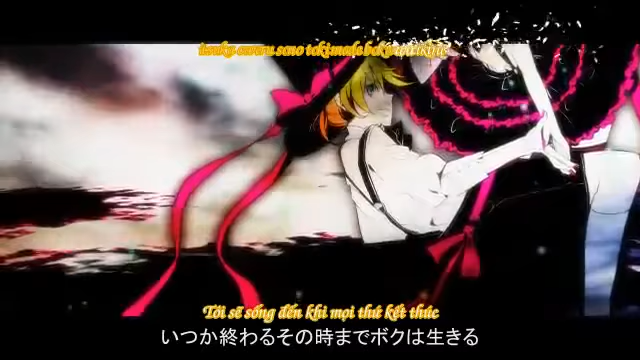 itsuka owaru sono toki made boku wa ikiru
Tôi sẽ sống đến khi mọi thứ kết thúc
いつか終わるその時までボクは生きる